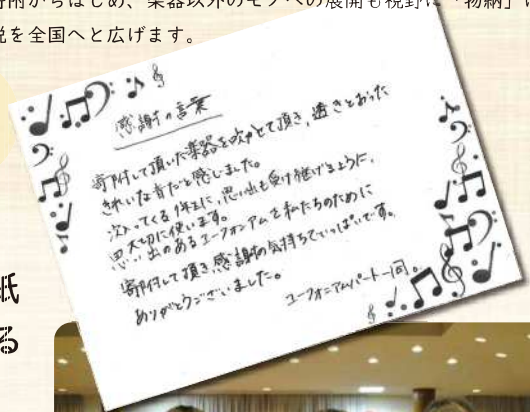 寄附からはじめ、楽器以外のモノへの展開も視野に「物納」に
税を全国へと広げます。
感謝の言葉
寄附して頂いた楽器を吹かせて頂き、透きとおった
きれいな音だと感じました。
次入ってくる1年生に、思い出も受け継げるように、
大切に使います。
思い出のあるユーフォニアムを私たちのために
寄附して頂き感謝の気持ちでいっぱいです。
ありがとうございました。
ユーフォニアムパート一同。
紙
る